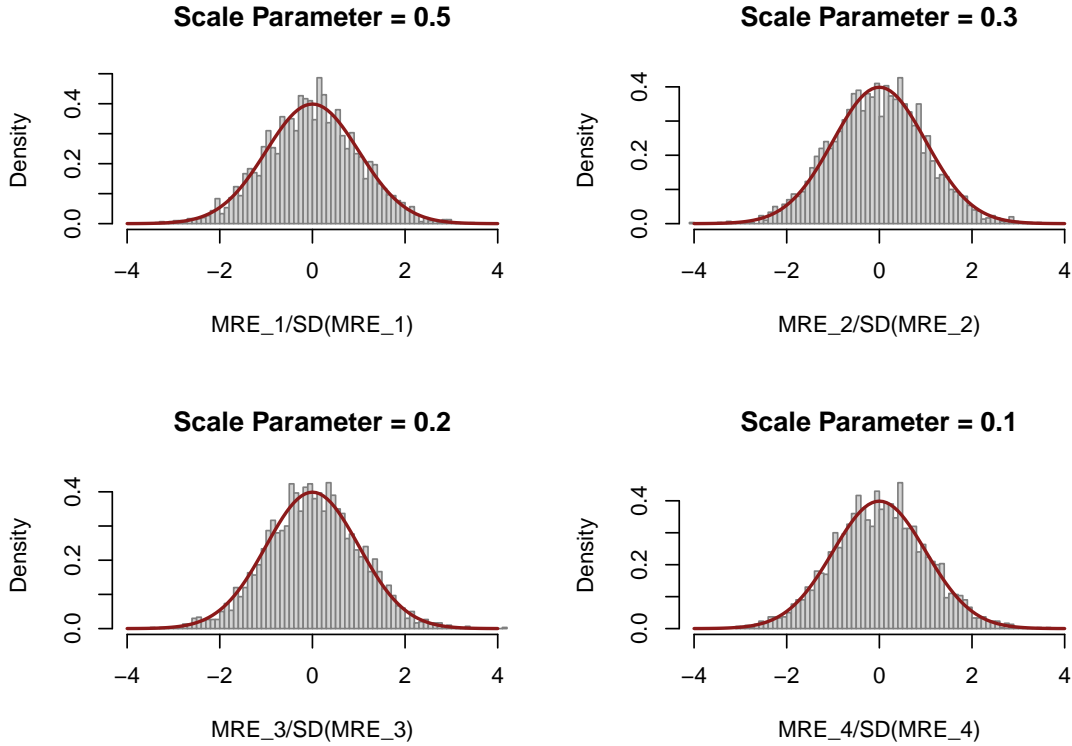 Scale Parameter = 0.5
Density
0.0
0.2
0.4
−4
−2
0
2
4
MRE_1/SD(MRE_1)
Scale Parameter = 0.3
Density
0.0
0.2
0.4
−4
−2
0
2
4
MRE_2/SD(MRE_2)
Scale Parameter = 0.2
Density
0.0
0.2
0.4
−4
−2
0
2
4
MRE_3/SD(MRE_3)
Scale Parameter = 0.1
Density
0.0
0.2
0.4
−4
−2
0
2
4
MRE_4/SD(MRE_4)